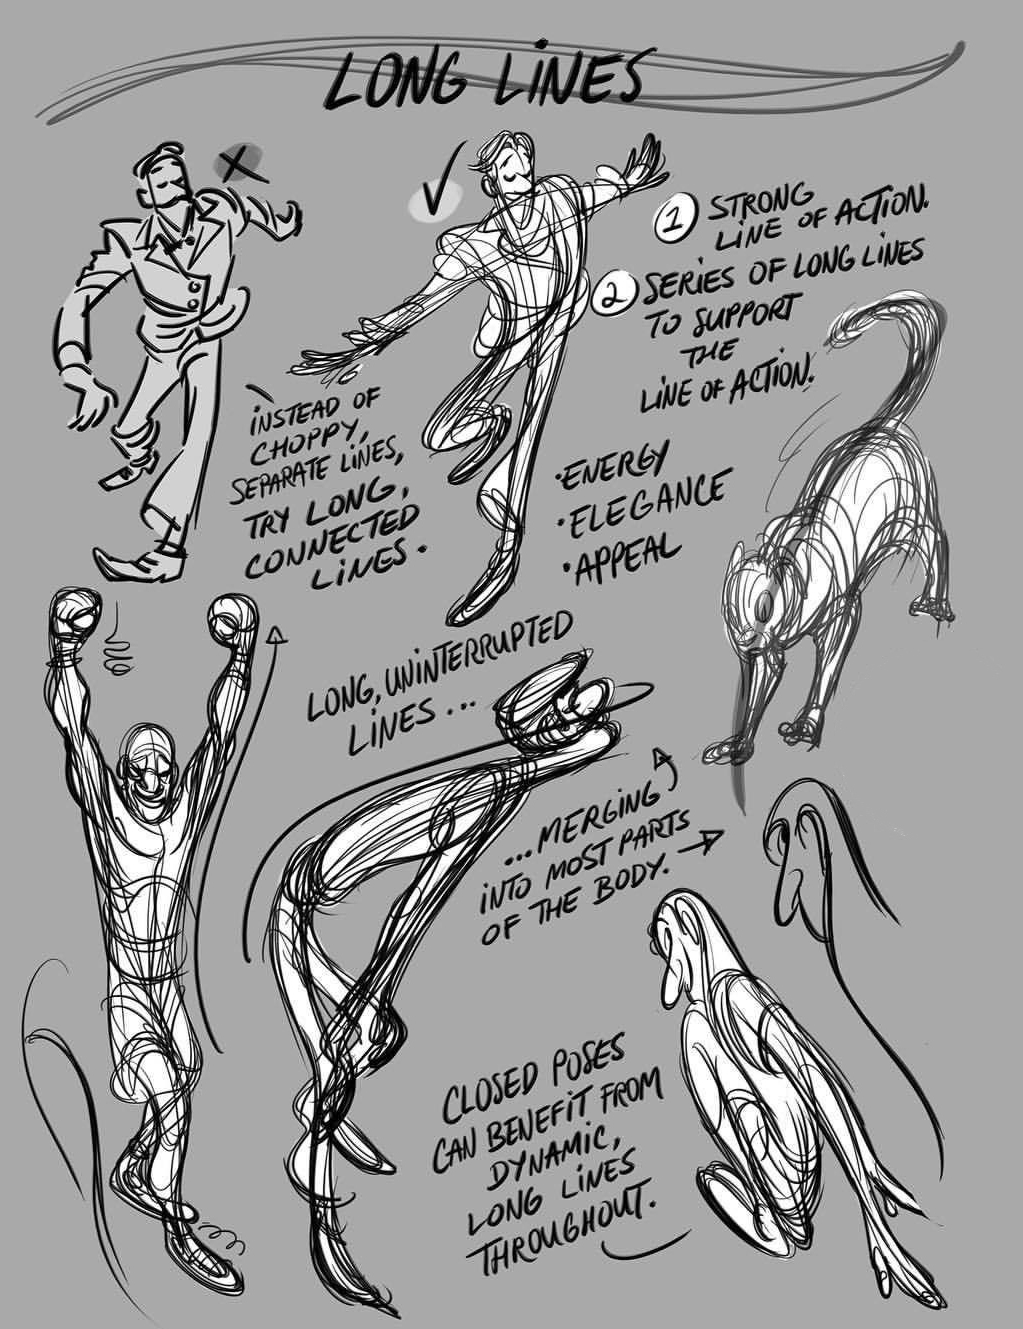 LONG LINES
X
✓
1 STRONG
LINE OF ACTION.
2 SERIES OF LONG LINES
TO SUPPORT
THE
LINE OF ACTION.
INSTEAD OF
CHOPPY,
SEPARATE LINES,
TRY LONG,
CONNECTED
LINES.
•ENERGY
•ELEGANCE
•APPEAL
LONG, UNINTERRUPTED
LINES...
...MERGING
INTO MOST PARTS
OF THE BODY.
CLOSED POSES
CAN BENEFIT FROM
DYNAMIC,
LONG LINES
THROUGHOUT.